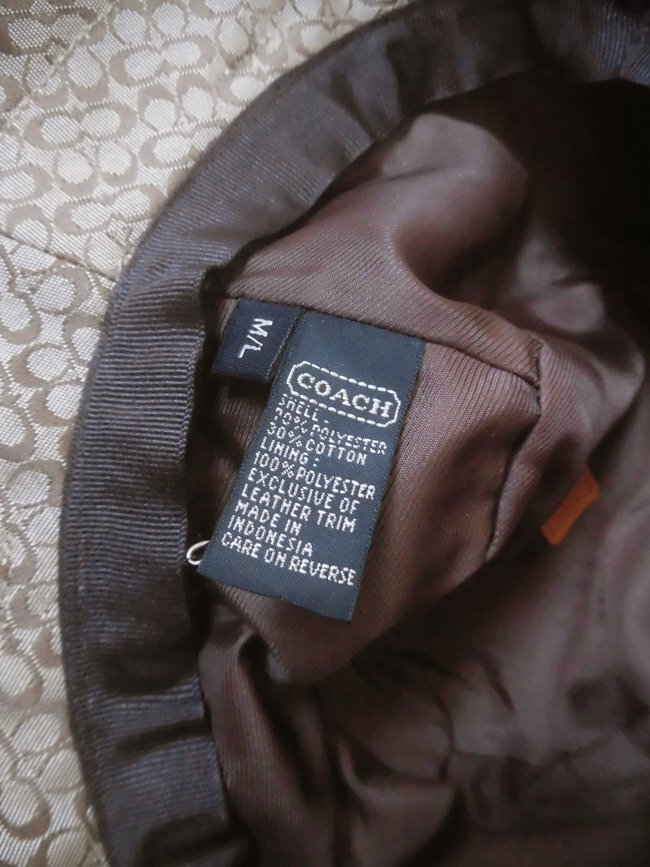 M/L
COACH
SHELL:
70% POLYESTER
30% COTTON
LINING:
100% POLYESTER
EXCLUSIVE OF
LEATHER TRIM
MADE IN
INDONESIA
CARE ON REVERSE